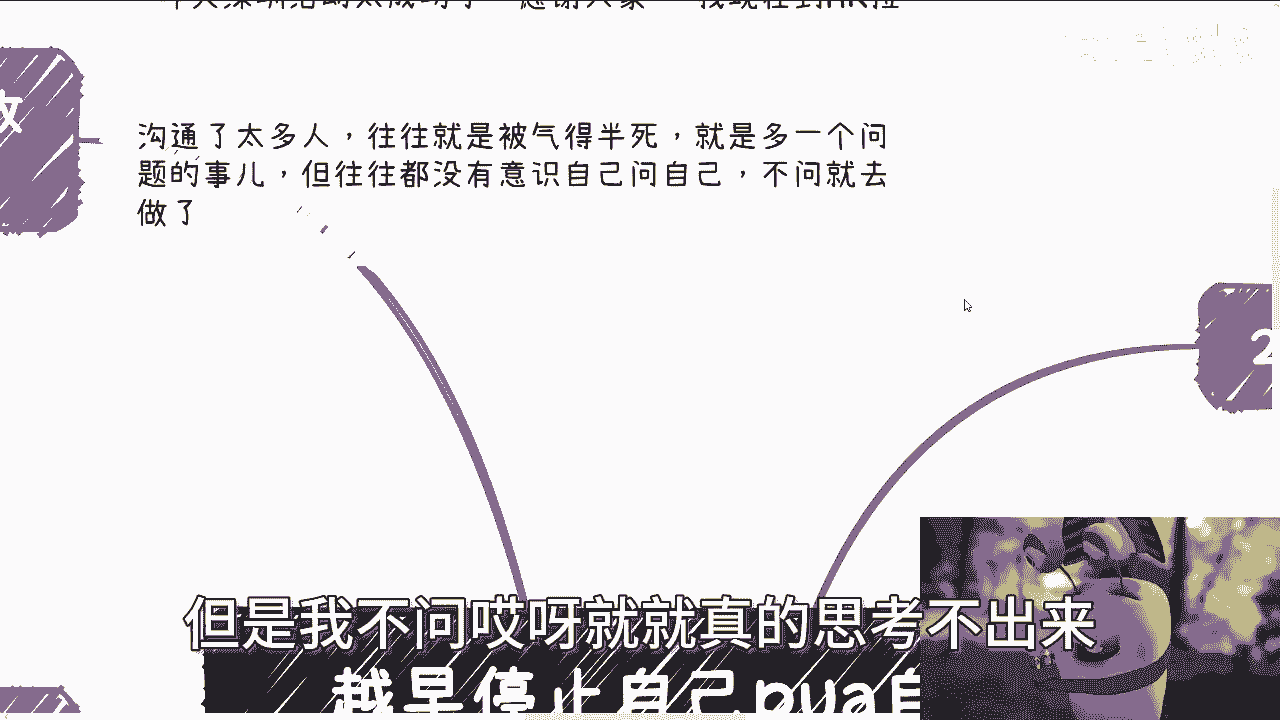 沟通了太多人，往往就是被气得半死，就是多一个问
题的事儿，但往往都没有意识自己问自己，不问就去
做了
2
但是我不问哎呀就就真的思考不出来
越早停止自己pua自